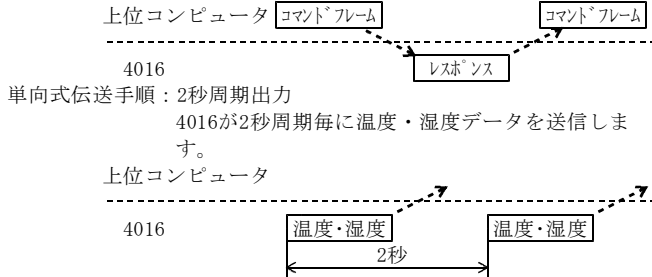 上位コンピュータ コマンドフレーム コマンドフレーム
4016 レスポンス
単向式伝送手順：2秒周期出力
4016が2秒周期毎に温度・湿度データを送信しま
す。
上位コンピュータ
4016 温度・湿度 温度・湿度
2秒